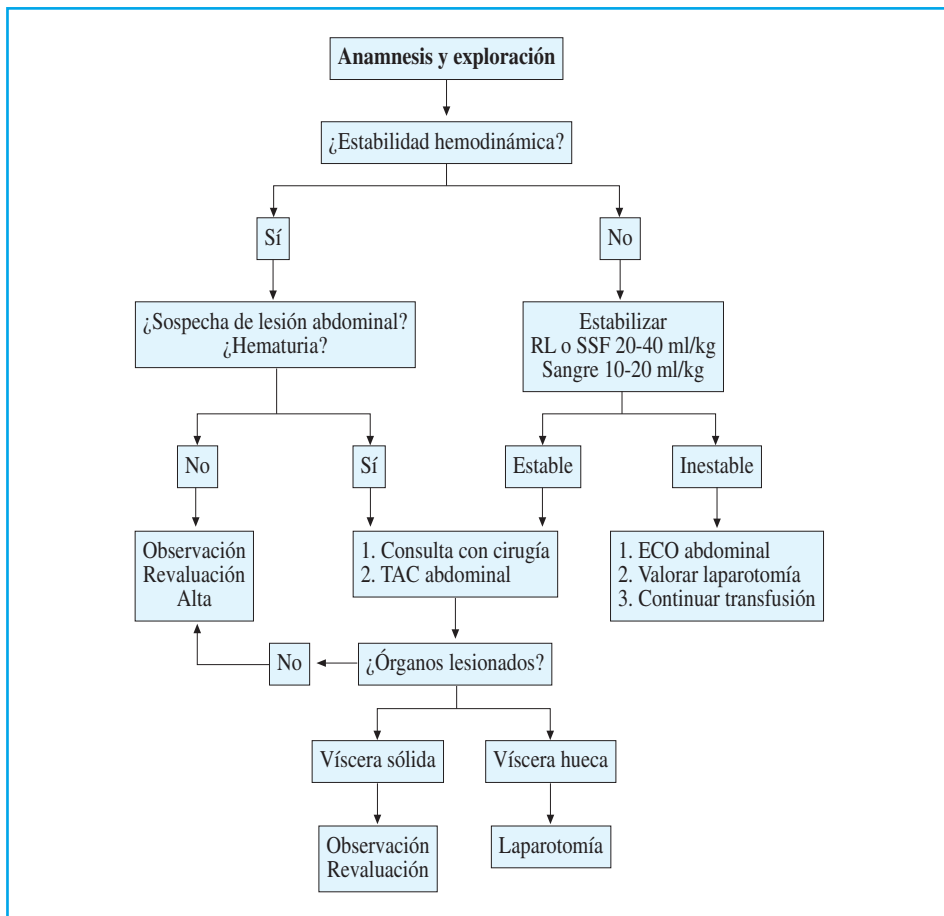 Anamnesis y exploración
¿Estabilidad hemodinámica?
Sí
No
¿Sospecha de lesión abdominal?
¿Hematuria?
Estabilizar
RL o SSF 20-40 ml/kg
Sangre 10-20 ml/kg
No
Sí
Estable
Inestable
Observación
Revaluación
Alta
1. Consulta con cirugía
2. TAC abdominal
1. ECO abdominal
2. Valorar laparotomía
3. Continuar transfusión
No
¿Órganos lesionados?
Víscera sólida
Víscera hueca
Observación
Revaluación
Laparotomía